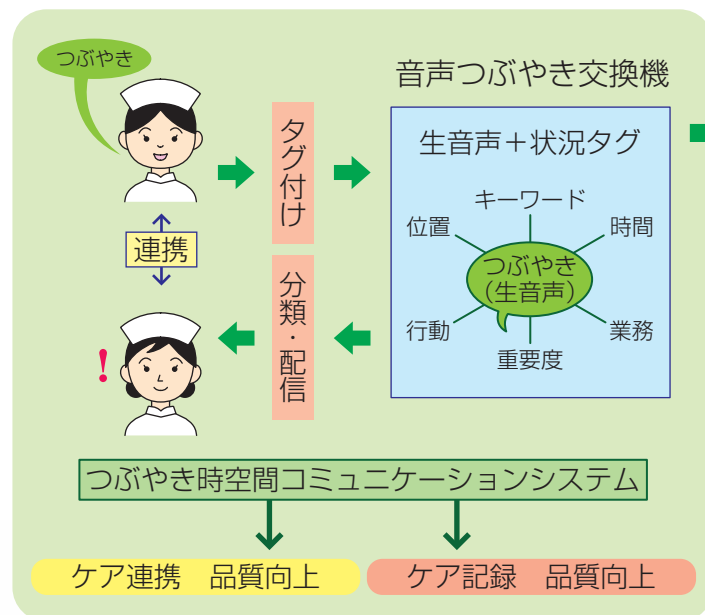 つぶやき
音声つぶやき交換機
タグ付け
生音声＋状況タグ
キーワード
位置
時間
つぶやき
（生音声）
行動
業務
重要度
連携
分類・配信
!
つぶやき時空間コミュニケーションシステム
ケア連携　品質向上
ケア記録　品質向上